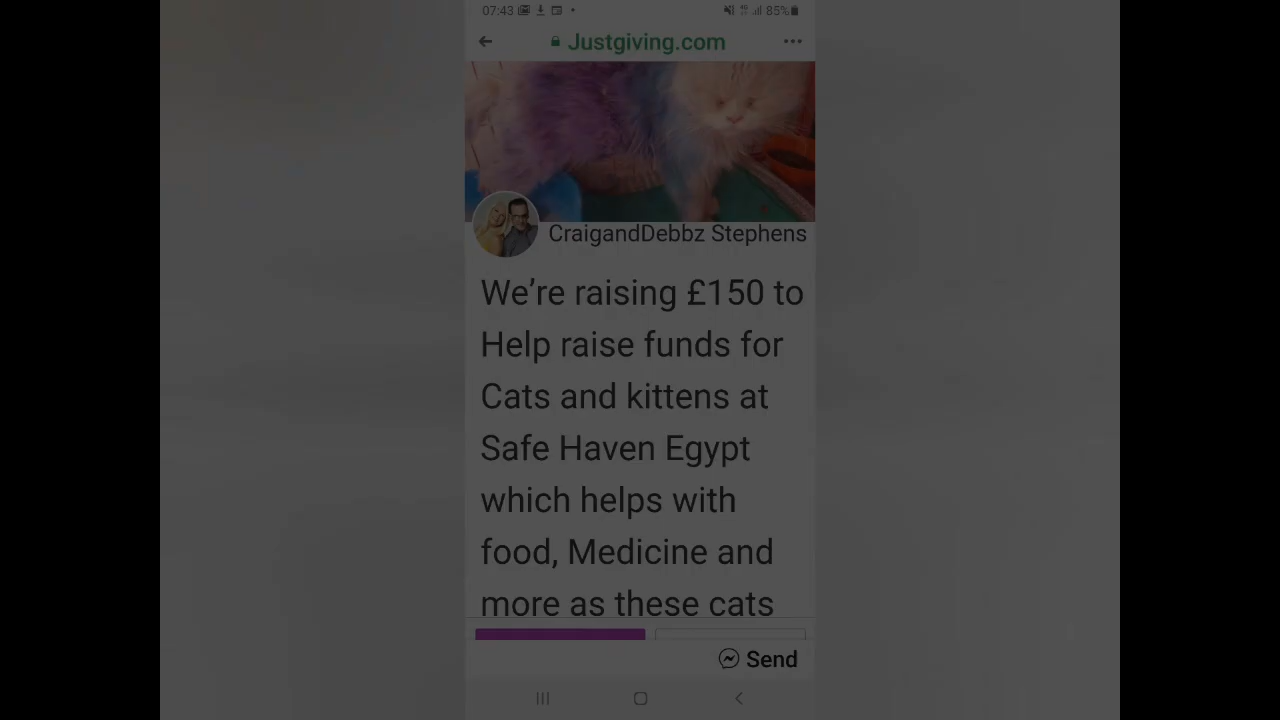 07:43 85%
Justgiving.com
CraigandDebbz Stephens
We’re raising £150 to
Help raise funds for
Cats and kittens at
Safe Haven Egypt
which helps with
food, Medicine and
more as these cats
Send